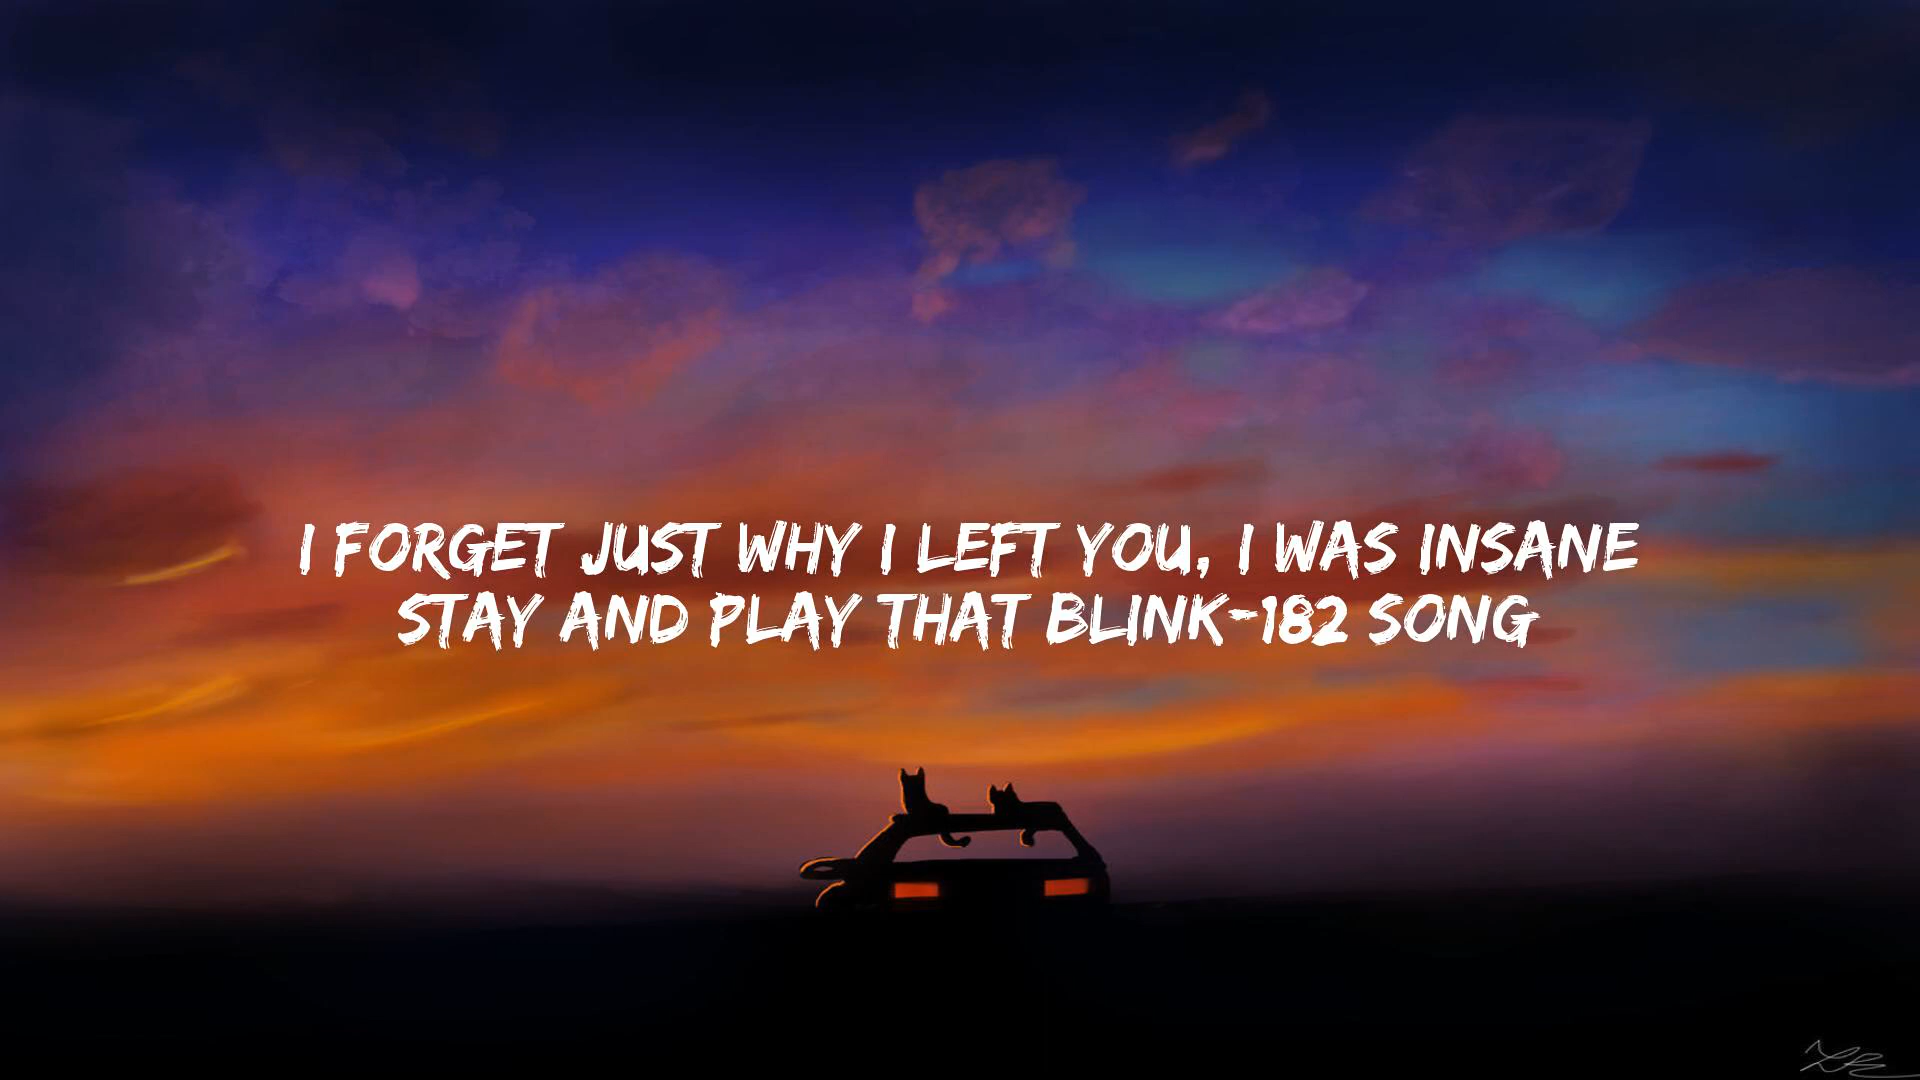 I FORGET JUST WHY I LEFT YOU, I WAS INSANE
STAY AND PLAY THAT BLINK-182 SONG